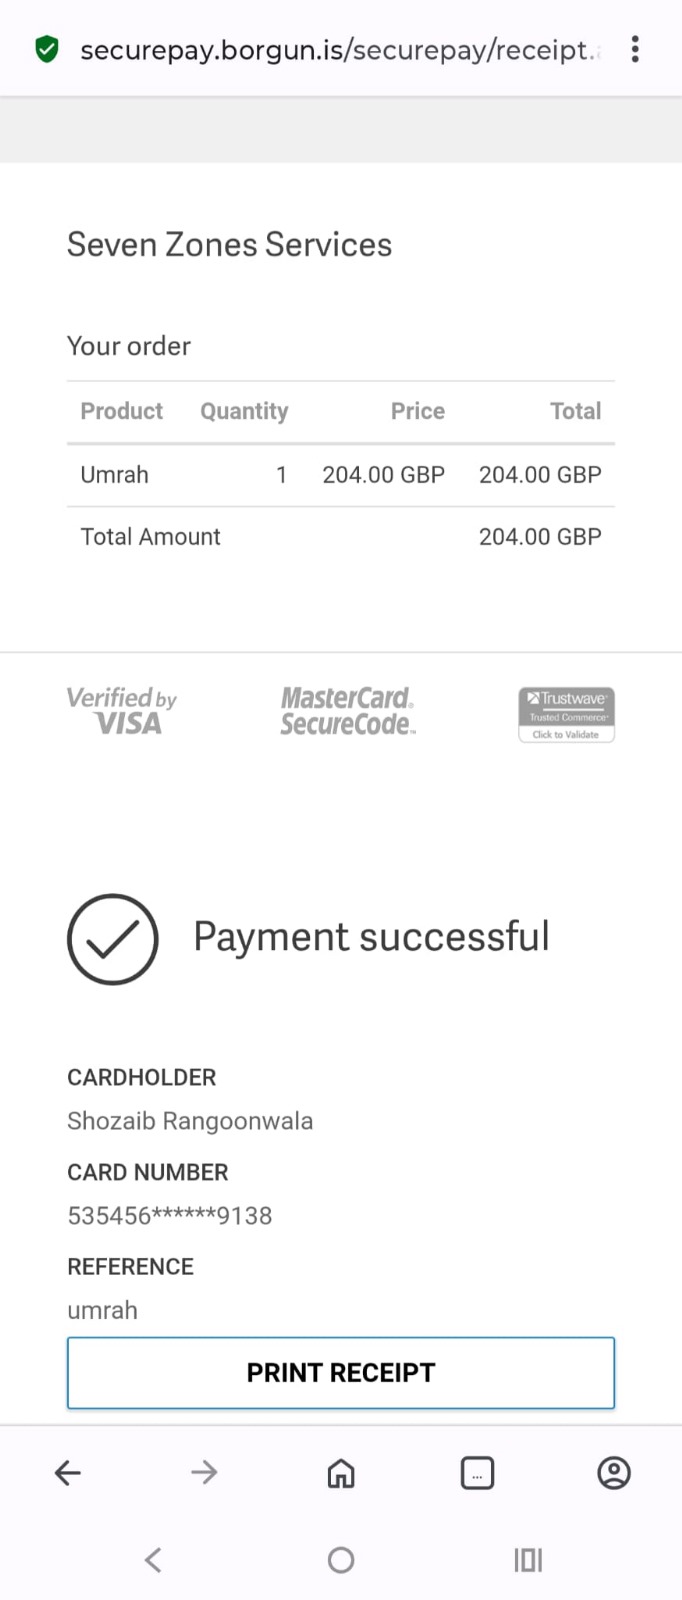 securepay.borgun.is/securepay/receipt.
Seven Zones Services
Your order
Product Quantity Price Total
Umrah 1 204.00 GBP 204.00 GBP
Total Amount 204.00 GBP
Verified by
VISA
MasterCard.
SecureCode.™
Trustwave®
Trusted Commerce™
Click to Validate
Payment successful
CARDHOLDER
Shozaib Rangoonwala
CARD NUMBER
535456******9138
REFERENCE
umrah
PRINT RECEIPT
...